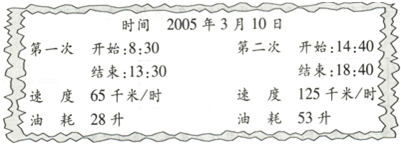 时间 2005年3月10日
第一次 开始:8:30 第二次 开始:14:40
结束:13:30 结束:18:40
速度 65千米/时 速度 125千米/时
油耗 28升 油耗 53升